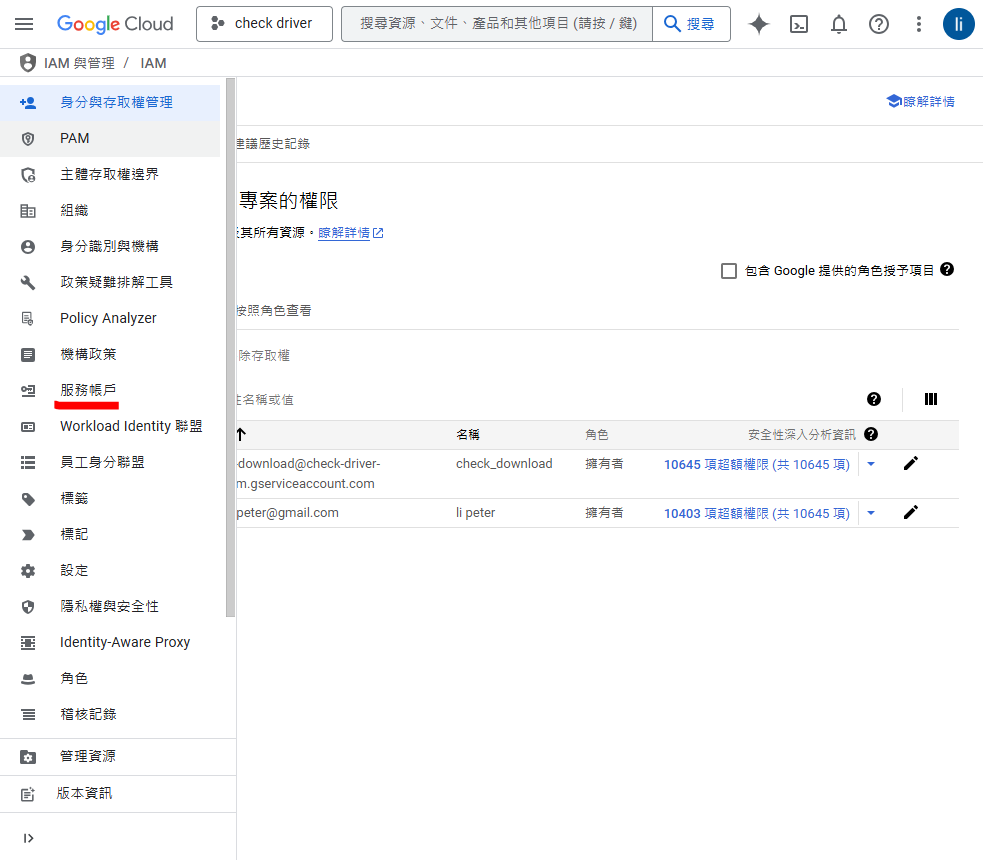 Google Cloud
check driver
搜尋資源、文件、產品和其他項目 (請按 / 鍵)
搜尋
li
IAM 與管理 / IAM
身分與存取權管理
PAM
主體存取權邊界
組織
身分識別與機構
政策疑難排解工具
Policy Analyzer
機構政策
服務帳戶
Workload Identity 聯盟
員工身分聯盟
標籤
標記
設定
隱私權與安全性
Identity-Aware Proxy
角色
稽核記錄
管理資源
版本資訊
瞭解詳情
建議歷史記錄
專案的權限
及其所有資源。瞭解詳情
包含 Google 提供的角色授予項目
按照角色查看
除存取權
性名稱或值
名稱 角色 安全性深入分析資訊
-download@check-driver-
m.gserviceaccount.com
check_download 擁有者 10645 項超額權限 (共 10645 項)
peter@gmail.com li peter 擁有者 10403 項超額權限 (共 10645 項)